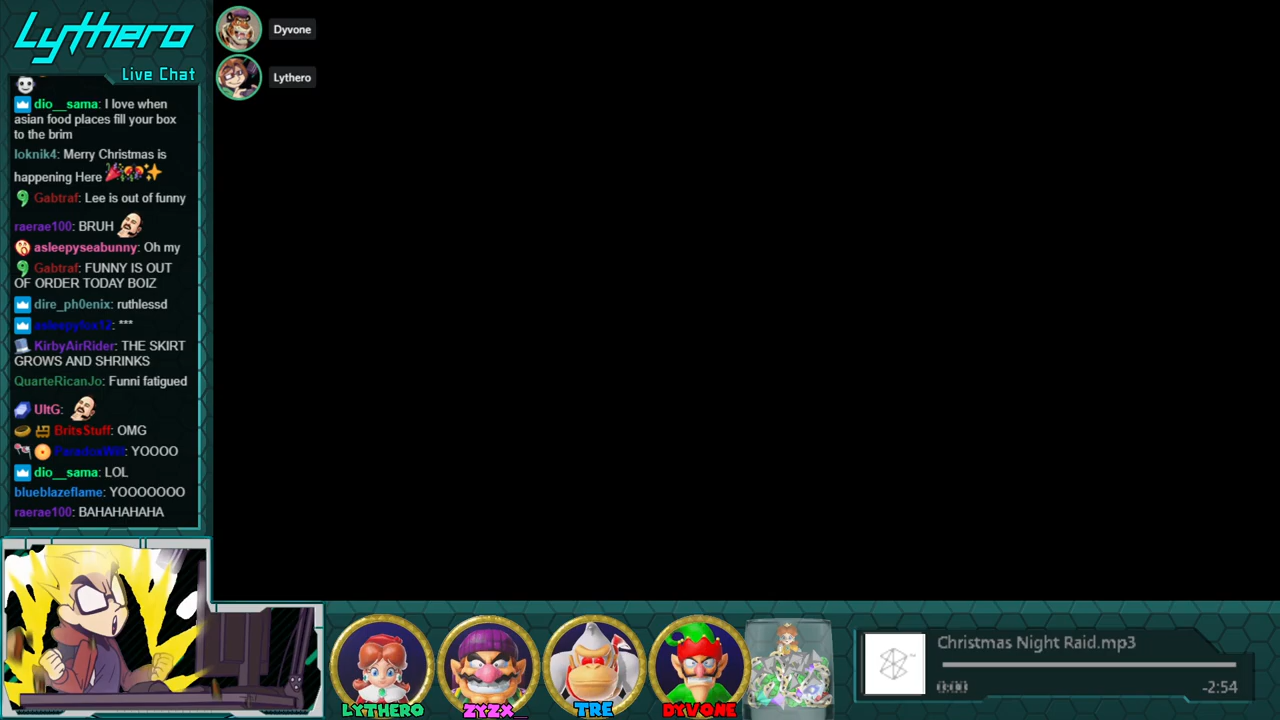 Lythero
Live Chat
Dyvone
Lythero
dio__sama: I love when
asian food places fill your box
to the brim
loknik4: Merry Christmas is
happening Here
Gabtraf: Lee is out of funny
raerae100: BRUH
asleepyseabunny: Oh my
Gabtraf: FUNNY IS OUT
OF ORDER TODAY BOIZ
dire_ph0enix: ruthlessd
asleepyfox12: ***
KirbyAirRider: THE SKIRT
GROWS AND SHRINKS
QuarteRicanJo: Funni fatigued
UltG:
BritsStuff: OMG
ParadoxWill: YOOOO
dio__sama: LOL
blueblazeflame: YOOOOOOO
raerae100: BAHAHAHAHA
LYTHERO
ZYZX_
TRE
DYVONE
Christmas Night Raid.mp3
0:00
-2:54